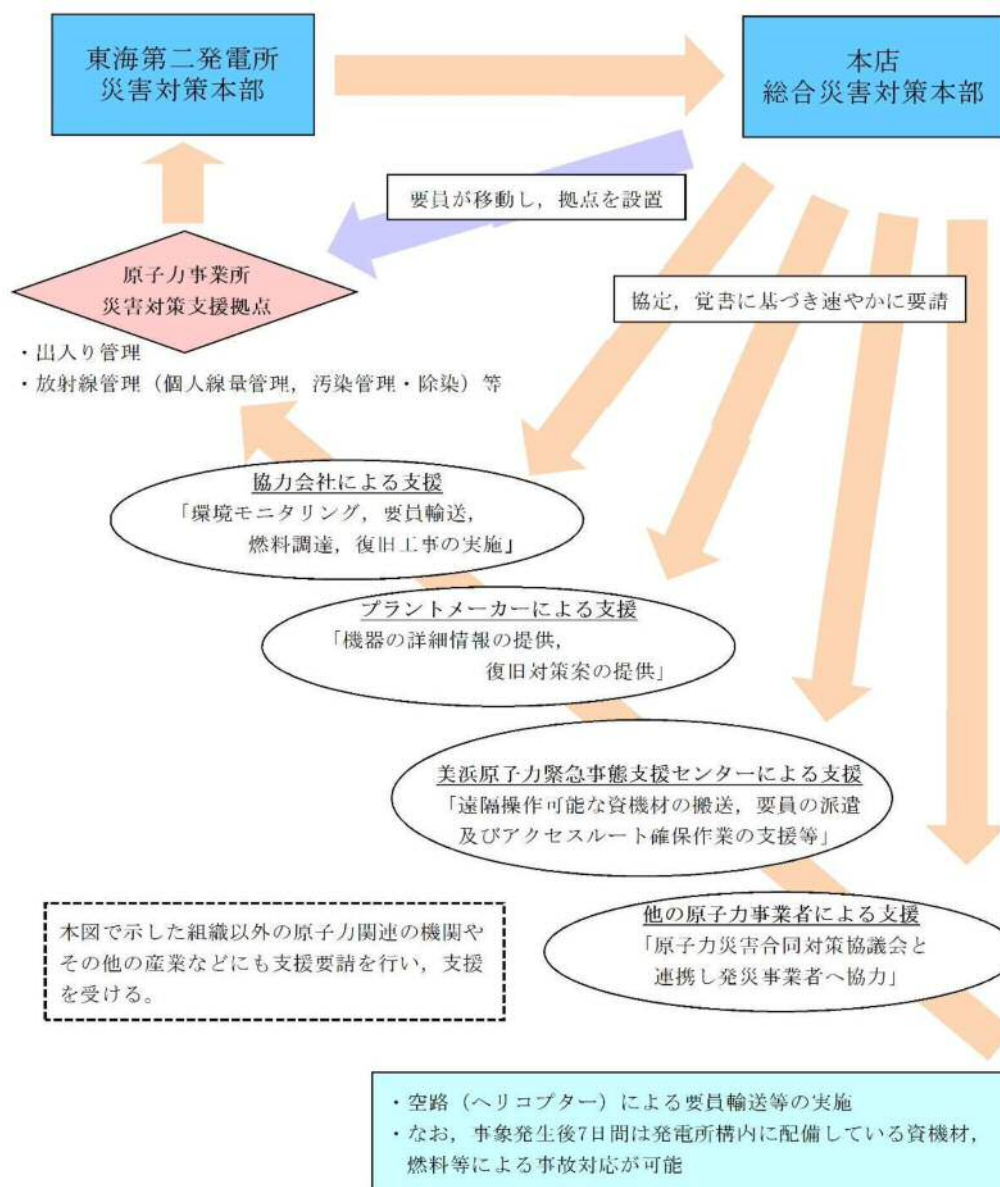 東海第二発電所
災害対策本部
本店
総合災害対策本部
要員が移動し，拠点を設置
原子力事業所
災害対策支援拠点
協定，覚書に基づき速やかに要請
・出入り管理
・放射線管理（個人線量管理，汚染管理・除染）等
協力会社による支援
「環境モニタリング，要員輸送，
燃料調達，復旧工事の実施」
プラントメーカーによる支援
「機器の詳細情報の提供，
復旧対策案の提供」
美浜原子力緊急事態支援センターによる支援
「遠隔操作可能な資機材の搬送，要員の派遣
及びアクセスルート確保作業の支援等」
他の原子力事業者による支援
「原子力災害合同対策協議会と
連携し発災事業者へ協力」
本図で示した組織以外の原子力関連の機関や
その他の産業などにも支援要請を行い，支援
を受ける。
・空路（ヘリコプター）による要員輸送等の実施
・なお，事象発生後7日間は発電所構内に配備している資機材，
燃料等による事故対応が可能